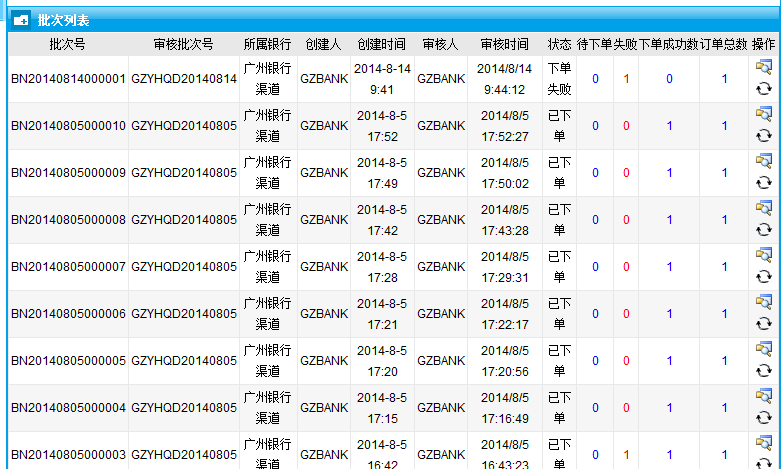 批次列表
批次号 审核批次号 所属银行 创建人 创建时间 审核人 审核时间 状态 待下单 失败 下单成功数 订单总数 操作
BN20140814000001 GZYHQD20140814 广州银行渠道 GZBANK 2014-8-14 9:41 GZBANK 2014/8/14 9:44:12 下单失败 0 1 0 1
BN20140805000010 GZYHQD20140805 广州银行渠道 GZBANK 2014-8-5 17:52 GZBANK 2014/8/5 17:52:27 已下单 0 0 1 1
BN20140805000009 GZYHQD20140805 广州银行渠道 GZBANK 2014-8-5 17:49 GZBANK 2014/8/5 17:50:02 已下单 0 0 1 1
BN20140805000008 GZYHQD20140805 广州银行渠道 GZBANK 2014-8-5 17:42 GZBANK 2014/8/5 17:43:28 已下单 0 0 1 1
BN20140805000007 GZYHQD20140805 广州银行渠道 GZBANK 2014-8-5 17:28 GZBANK 2014/8/5 17:29:31 已下单 0 0 1 1
BN20140805000006 GZYHQD20140805 广州银行渠道 GZBANK 2014-8-5 17:21 GZBANK 2014/8/5 17:22:17 已下单 0 0 1 1
BN20140805000005 GZYHQD20140805 广州银行渠道 GZBANK 2014-8-5 17:20 GZBANK 2014/8/5 17:20:56 已下单 0 0 1 1
BN20140805000004 GZYHQD20140805 广州银行渠道 GZBANK 2014-8-5 17:15 GZBANK 2014/8/5 17:16:49 已下单 0 0 1 1
BN20140805000003 GZYHQD20140805 广州银行渠道 GZBANK 2014-8-5 16:42 GZBANK 2014/8/5 16:43:23 已下单 0 1 1 1